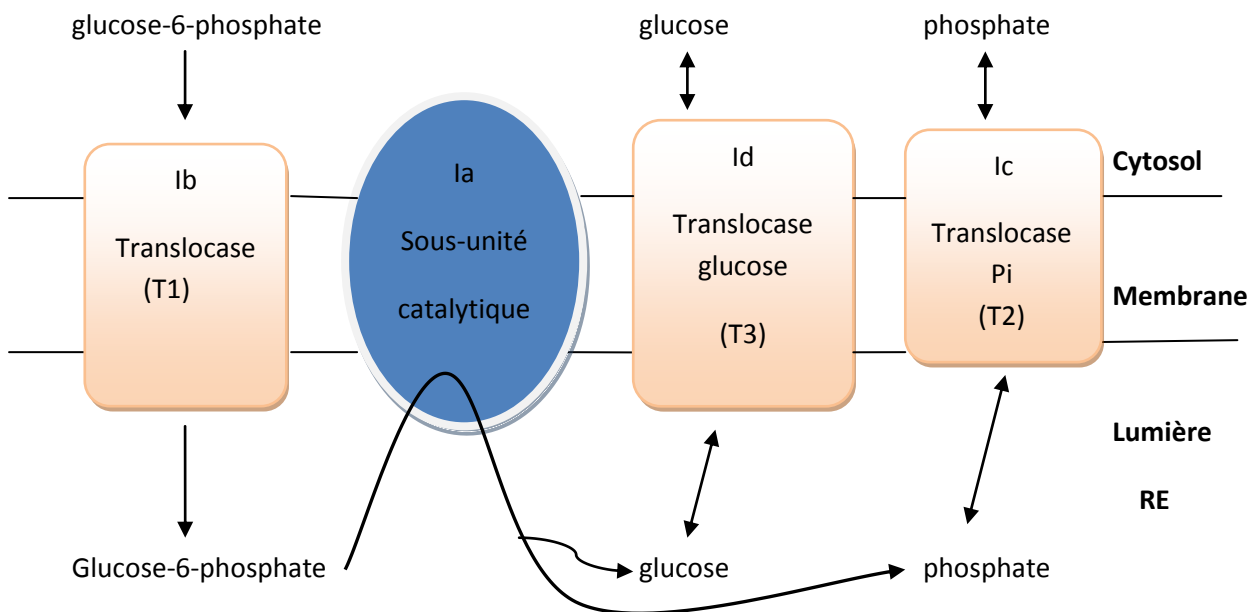 glucose-6-phosphate
glucose
phosphate
Ib
Translocase
(T1)
Ia
Sous-unité
catalytique
Id
Translocase
glucose
(T3)
Ic
Translocase
Pi
(T2)
Cytosol
Membrane
Lumière
RE
Glucose-6-phosphate
glucose
phosphate